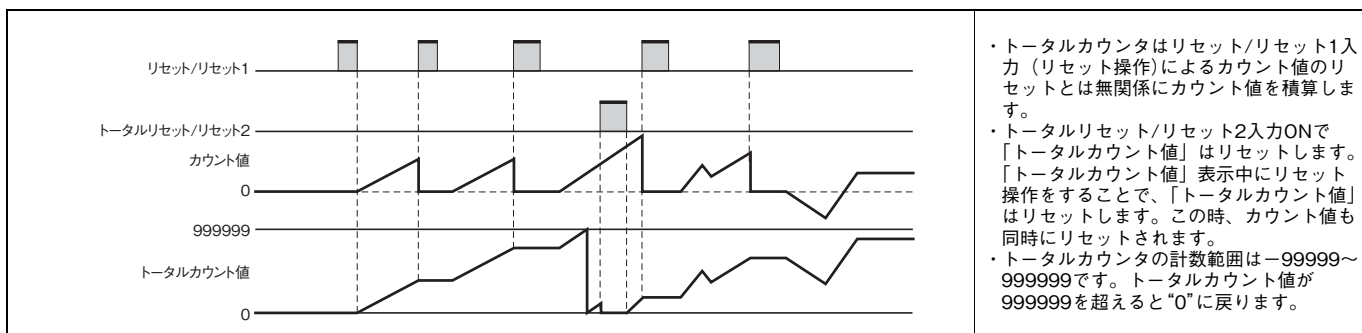 リセット/リセット1
トータルリセット/リセット2
カウント値
0
999999
トータルカウント値
0
・トータルカウンタはリセット/リセット1入
力（リセット操作）によるカウント値のリ
セットとは無関係にカウント値を積算しま
す。
・トータルリセット/リセット2入力ONで
「トータルカウント値」はリセットします。
「トータルカウント値」表示中にリセット
操作をすることで、「トータルカウント値」
はリセットします。この時、カウント値も
同時にリセットされます。
・トータルカウンタの計数範囲は－99999～
999999です。トータルカウント値が
999999を超えると“0”に戻ります。